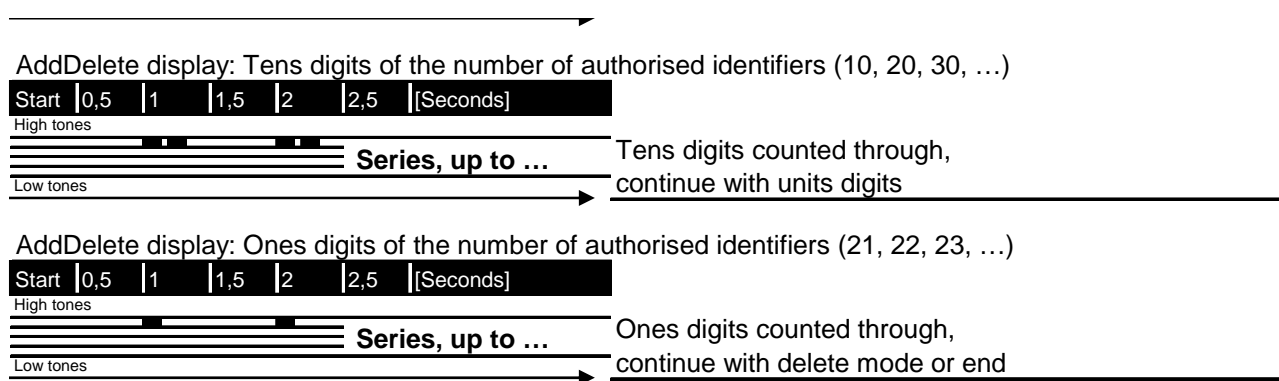 AddDelete display: Tens digits of the number of authorised identifiers (10, 20, 30, …)
Start 0,5 1 1,5 2 2,5 [Seconds]
High tones
Series, up to …
Low tones
Tens digits counted through,
continue with units digits
AddDelete display: Ones digits of the number of authorised identifiers (21, 22, 23, …)
Start 0,5 1 1,5 2 2,5 [Seconds]
High tones
Series, up to …
Low tones
Ones digits counted through,
continue with delete mode or end